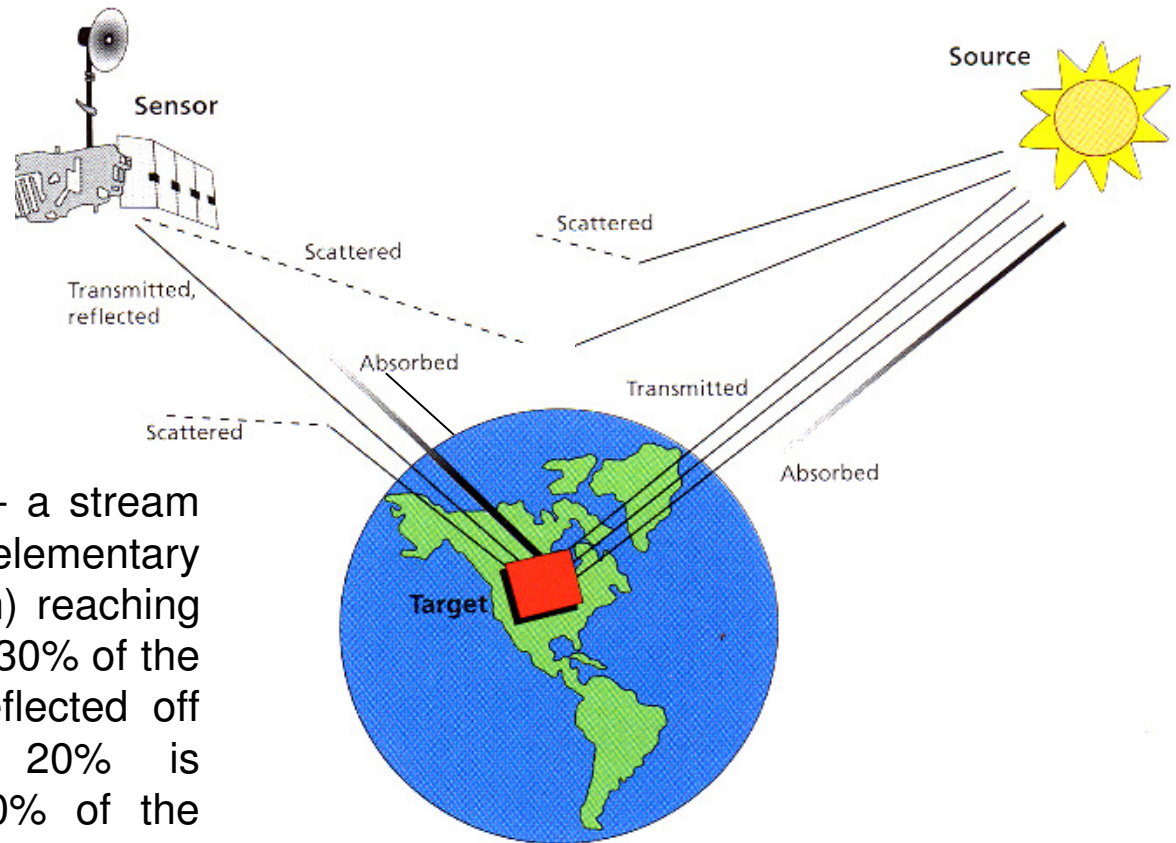 Source
Sensor
Scattered
Scattered
Transmitted,
reflected
Absorbed
Transmitted
Scattered
Absorbed
- a stream
elementary
) reaching
30% of the
flected off
20% is
0% of the
Target